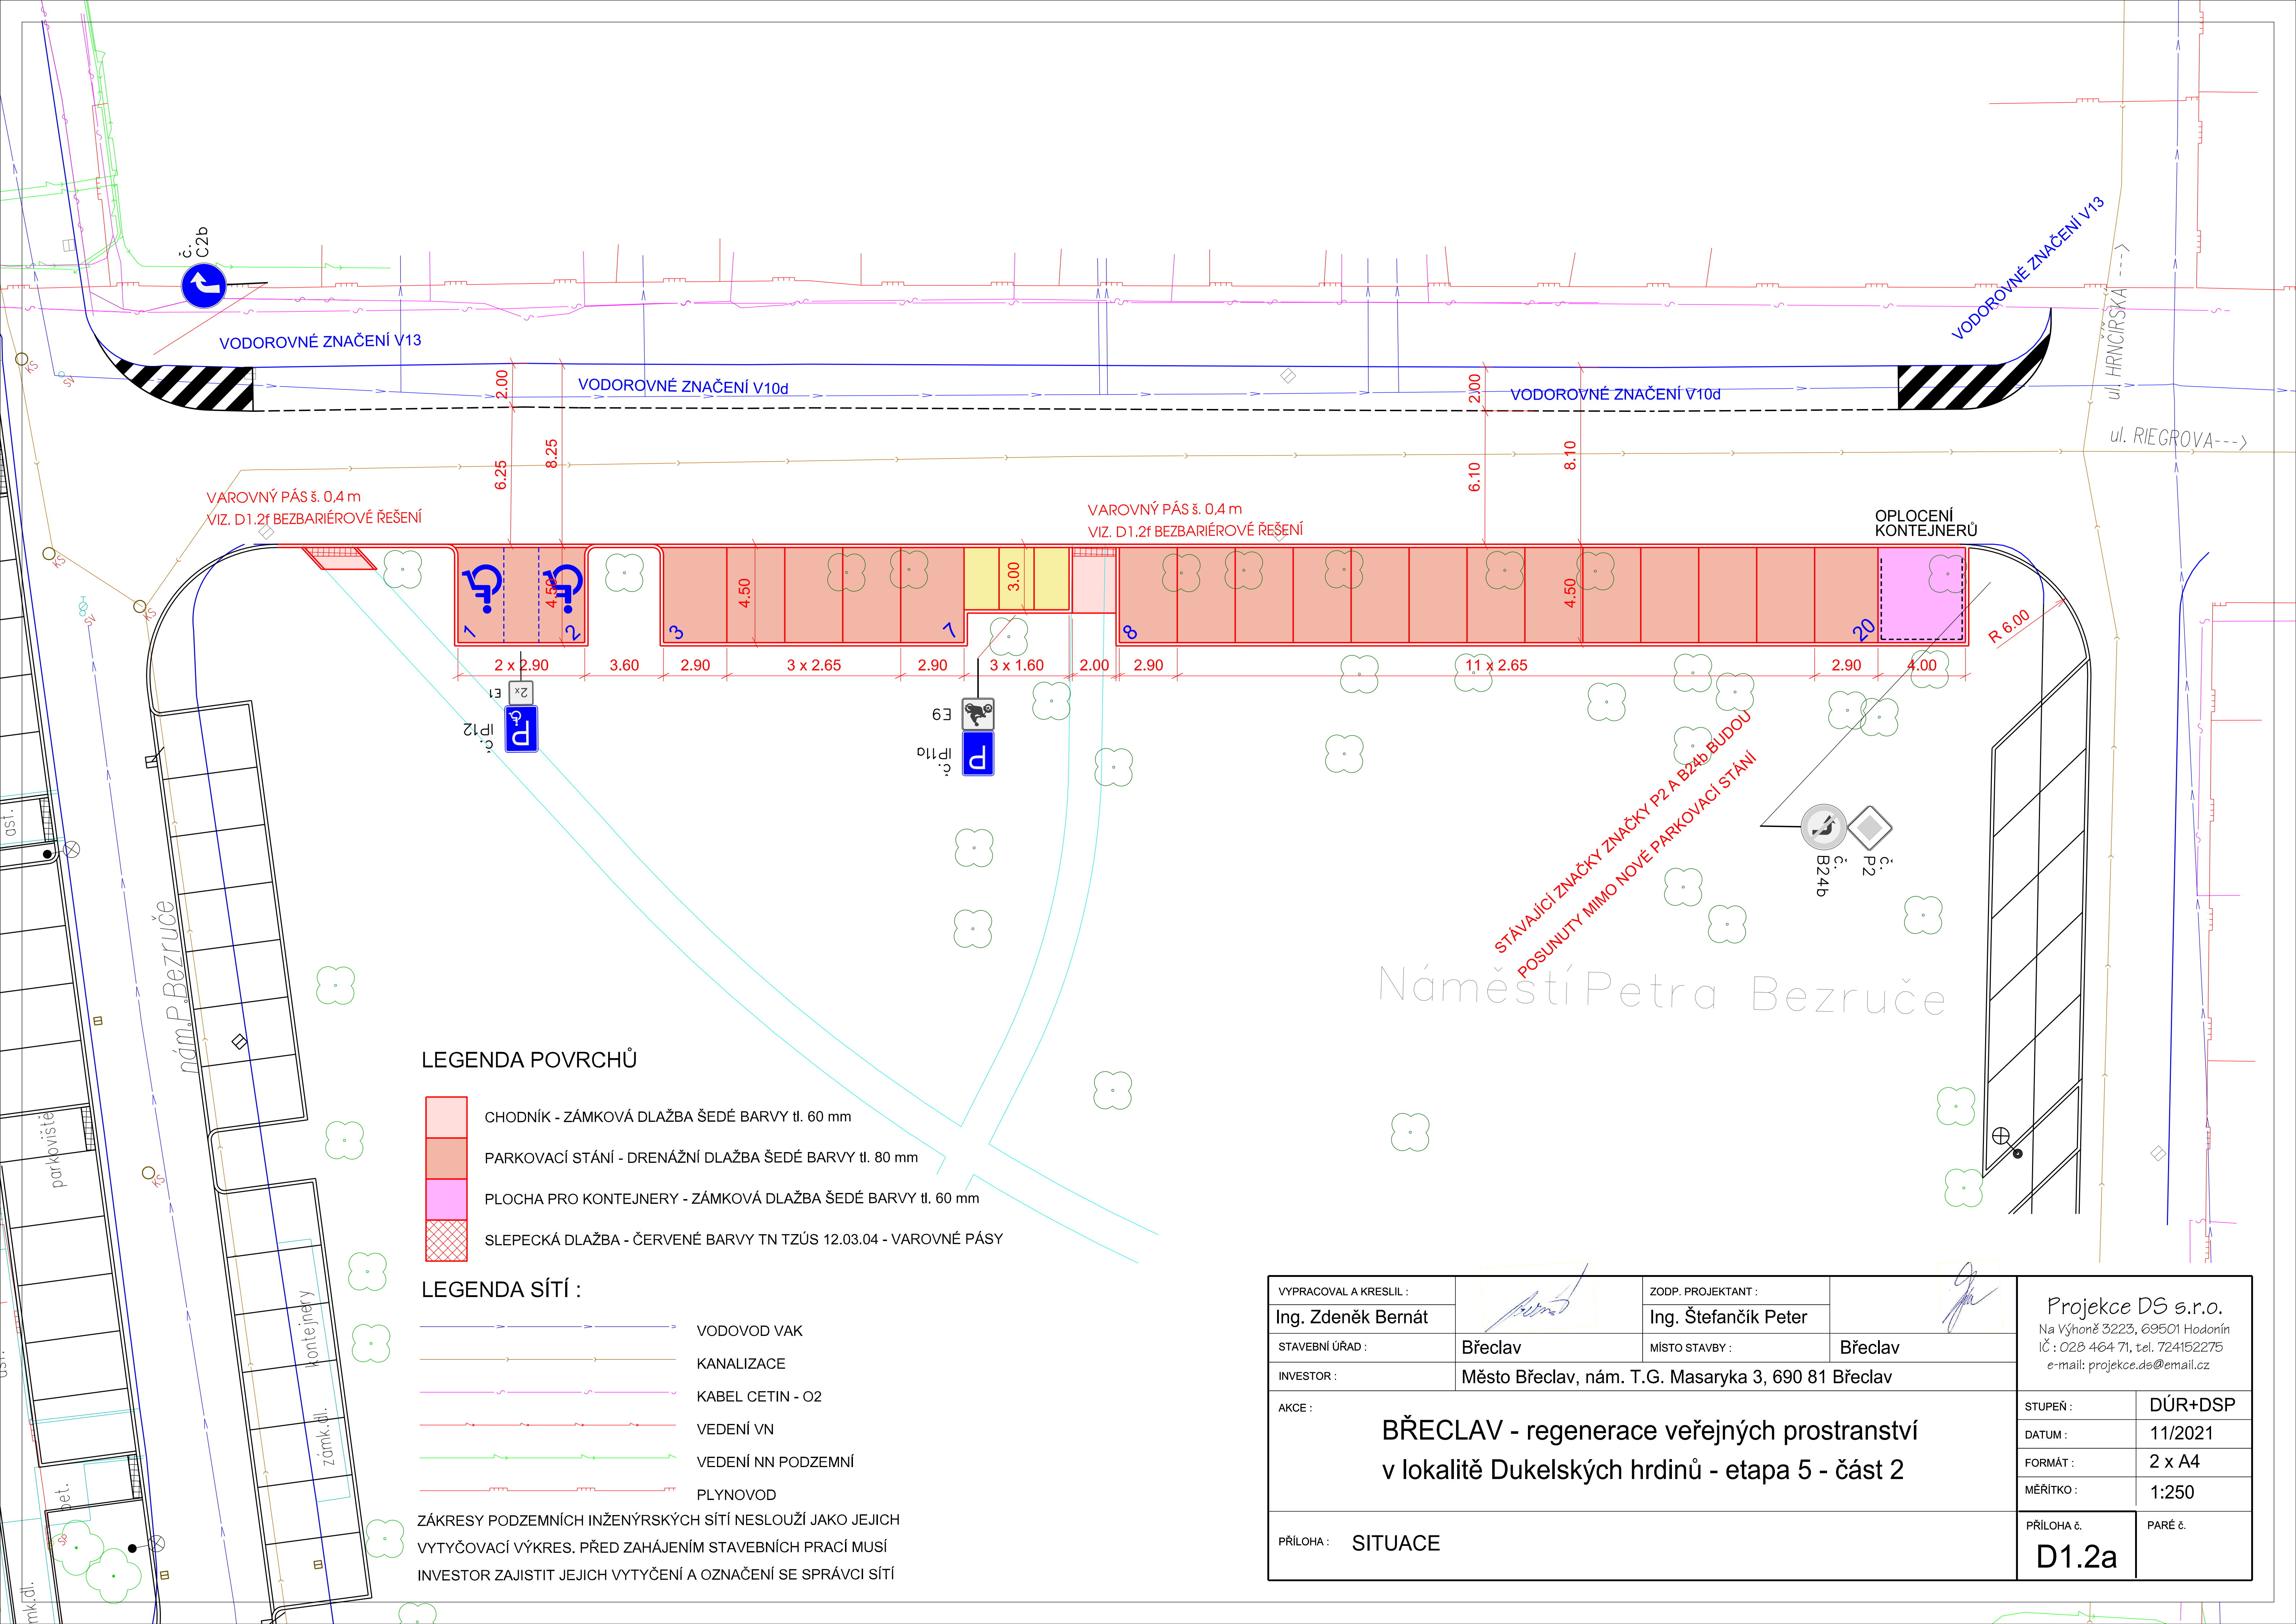 č.
C2b
VODOROVNÉ ZNAČENÍ V13
VODOROVNÉ ZNAČENÍ V13
VODOROVNÉ ZNAČENÍ V10d
VODOROVNÉ ZNAČENÍ V10d
ul. HRNČÍŘSKÁ --->
ul. RIEGROVA--->
2.00
8.25
6.25
2.00
8.10
6.10
VAROVNÝ PÁS š. 0,4 m
VIZ. D1.2f BEZBARIÉROVÉ ŘEŠENÍ
VAROVNÝ PÁS š. 0,4 m
VIZ. D1.2f BEZBARIÉROVÉ ŘEŠENÍ
OPLOCENÍ
KONTEJNERŮ
KS
SV
KS
KS
SV
KS
4.50
4.50
3.00
4.50
1
2
3
7
8
20
R 6.00
2 x 2.90
3.60
2.90
3 x 2.65
2.90
3 x 1.60
2.00
2.90
11 x 2.65
2.90
4.00
2x
E1
P
č.
IP12
E9
P
č.
IP11a
STÁVAJÍCÍ ZNAČKY ZNAČKY P2 A B24b BUDOU
POSUNUTY MIMO NOVÉ PARKOVACÍ STÁNÍ
č.
B24b
č.
P2
Náměstí Petra Bezruče
nám.P.Bezruče
ast.
parkoviště
kontejnery
zámk.dl.
bet.
LEGENDA POVRCHŮ
CHODNÍK - ZÁMKOVÁ DLAŽBA ŠEDÉ BARVY tl. 60 mm
PARKOVACÍ STÁNÍ - DRENÁŽNÍ DLAŽBA ŠEDÉ BARVY tl. 80 mm
PLOCHA PRO KONTEJNERY - ZÁMKOVÁ DLAŽBA ŠEDÉ BARVY tl. 60 mm
SLEPECKÁ DLAŽBA - ČERVENÉ BARVY TN TZÚS 12.03.04 - VAROVNÉ PÁSY
LEGENDA SÍTÍ :
VODOVOD VAK
KANALIZACE
KABEL CETIN - O2
VEDENÍ VN
VEDENÍ NN PODZEMNÍ
PLYNOVOD
ZÁKRESY PODZEMNÍCH INŽENÝRSKÝCH SÍTÍ NESLOUŽÍ JAKO JEJICH
VYTYČOVACÍ VÝKRES. PŘED ZAHÁJENÍM STAVEBNÍCH PRACÍ MUSÍ
INVESTOR ZAJISTIT JEJICH VYTYČENÍ A OZNAČENÍ SE SPRÁVCI SÍTÍ
VYPRACOVAL A KRESLIL :
Ing. Zdeněk Bernát
ZODP. PROJEKTANT :
Ing. Štefančík Peter
STAVEBNÍ ÚŘAD :
Břeclav
MÍSTO STAVBY :
Břeclav
INVESTOR :
Město Břeclav, nám. T.G. Masaryka 3, 690 81 Břeclav
AKCE :
BŘECLAV - regenerace veřejných prostranství
v lokalitě Dukelských hrdinů - etapa 5 - část 2
PŘÍLOHA :
SITUACE
Projekce DS s.r.o.
Na Výhoně 3223, 69501 Hodonín
IČ : 028 464 71, tel. 724152275
e-mail: projekce.ds@email.cz
STUPEŇ :
DÚR+DSP
DATUM :
11/2021
FORMÁT :
2 x A4
MĚŘÍTKO :
1:250
PŘÍLOHA č.
D1.2a
PARÉ č.